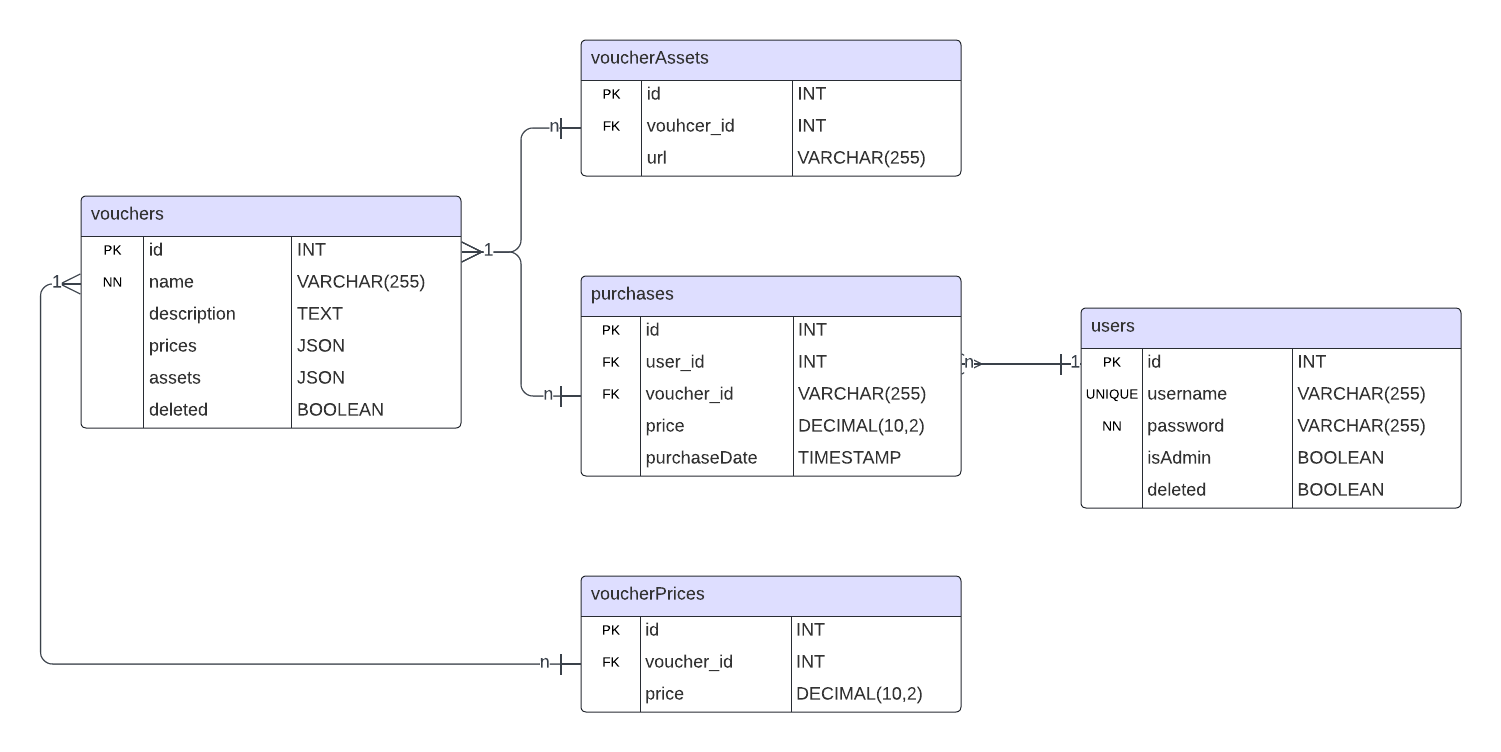 voucherAssets
PK id INT
FK vouhcer_id INT
url VARCHAR(255)
n
vouchers
PK id INT
NN name VARCHAR(255)
description TEXT
prices JSON
assets JSON
deleted BOOLEAN
1
1
purchases
PK id INT
FK user_id INT
FK voucher_id VARCHAR(255)
price DECIMAL(10,2)
purchaseDate TIMESTAMP
n
n
1
users
PK id INT
UNIQUE username VARCHAR(255)
NN password VARCHAR(255)
isAdmin BOOLEAN
deleted BOOLEAN
voucherPrices
PK id INT
FK voucher_id INT
price DECIMAL(10,2)
n